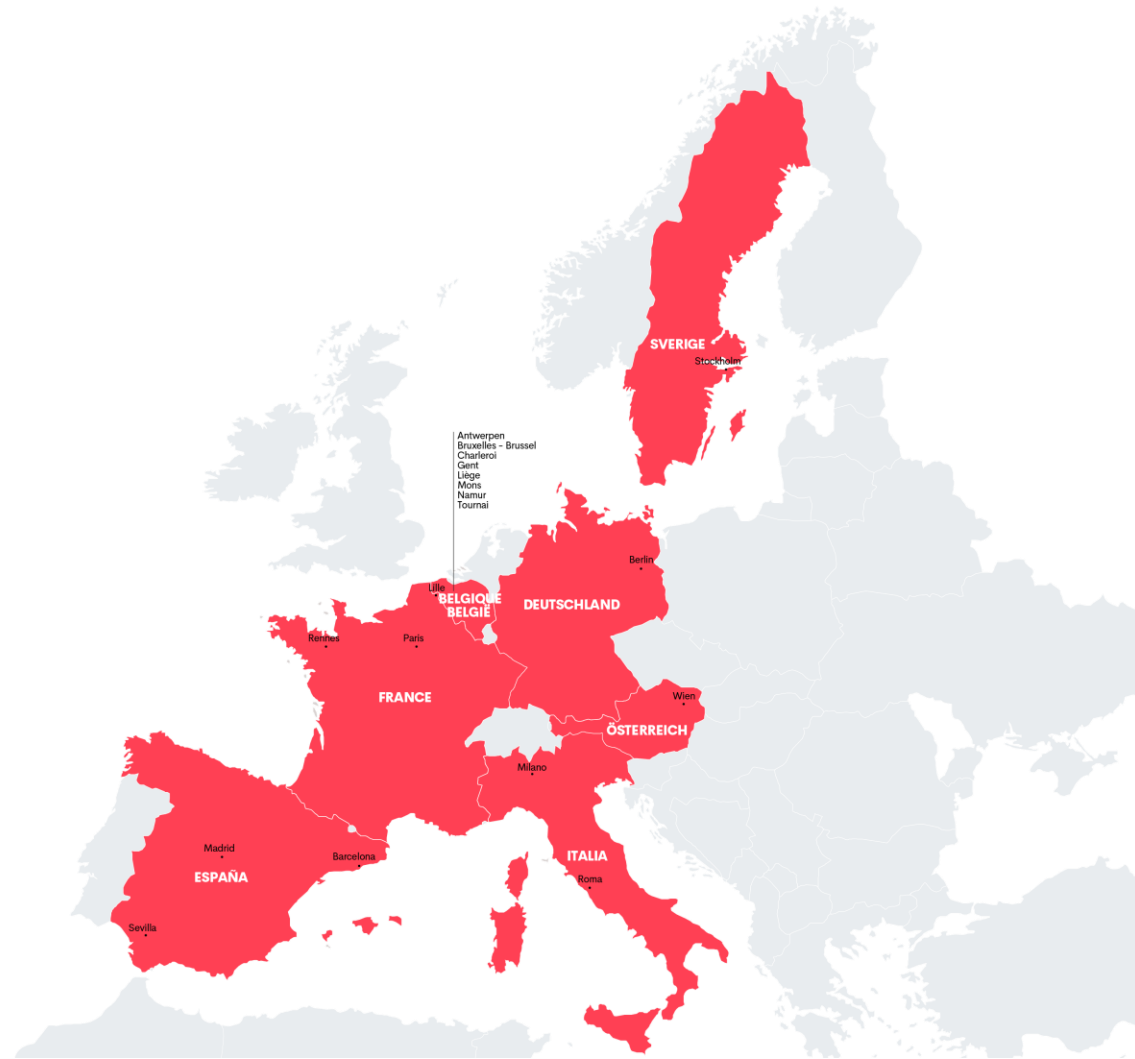 SVERIGE
Stockholm
Antwerpen
Bruxelles - Brussel
Charleroi
Gent
Liège
Mons
Namur
Tournai
Berlin
Lille
BELGIQUE
BELGIË
DEUTSCHLAND
Rennes
Paris
FRANCE
Wien
ÖSTERREICH
Milano
Madrid
Barcelona
ITALIA
ESPAÑA
Roma
Sevilla